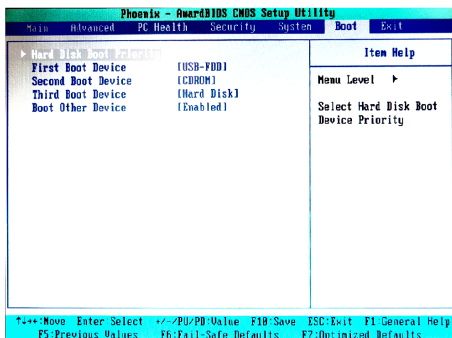 Phoenix - AwardBIOS CMOS Setup Utility
Main Advanced PC Health Security System Boot Exit
▶ Hard Disk Boot Priority
First Boot Device [USB-FDD]
Second Boot Device [CDROM]
Third Boot Device [Hard Disk]
Boot Other Device [Enabled]
Item Help
Menu Level ▶
Select Hard Disk Boot
Device Priority
↑↓→←:Move Enter:Select +/-/PU/PD:Value F10:Save ESC:Exit F1:General Help
F5:Previous Values F6:Fail-Safe Defaults F7:Optimized Defaults